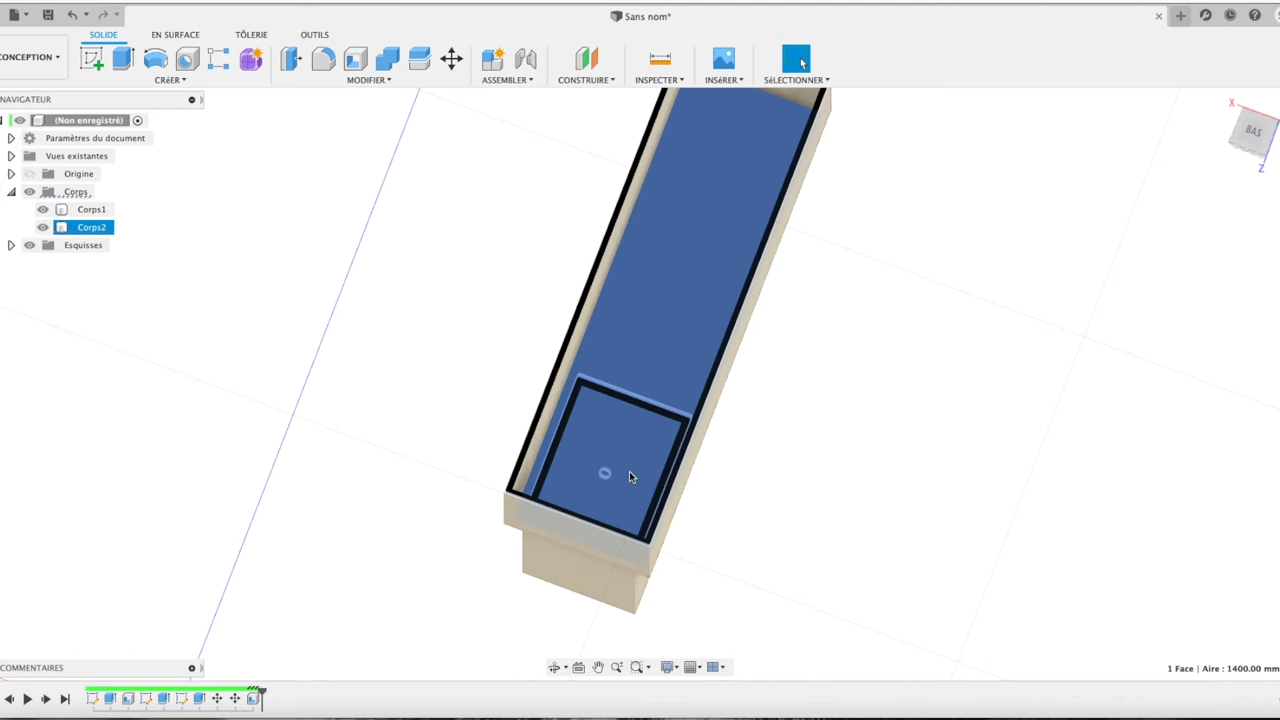 Sans nom*
SOLIDE EN SURFACE TÔLERIE OUTILS
CONCEPTION
CRÉER MODIFIER ASSEMBLER CONSTRUIRE INSPECTER INSÉRER SÉLECTIONNER
NAVIGATEUR
(Non enregistré)
Paramètres du document
Vues existantes
Origine
Corps
Corps1
Corps2
Esquisses
X
BAS
Z
COMMENTAIRES
1 Face | Aire : 1400.00 mm